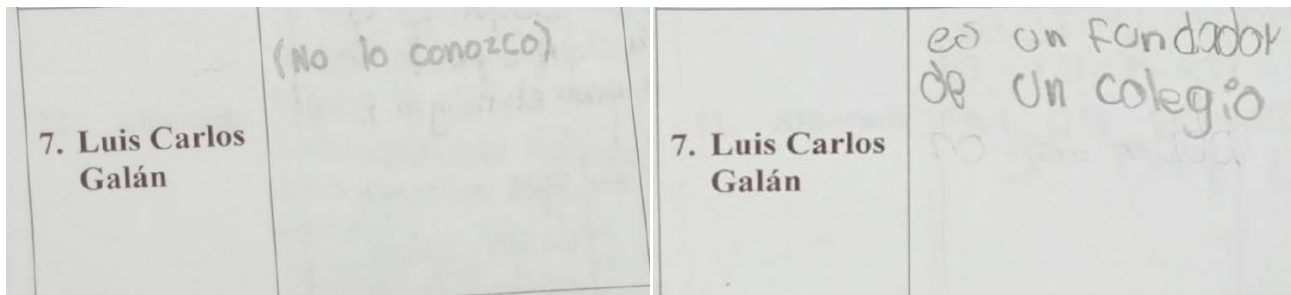 (No lo conozco)
7. Luis Carlos
Galán
es un fundador
de un colegio
7. Luis Carlos
Galán